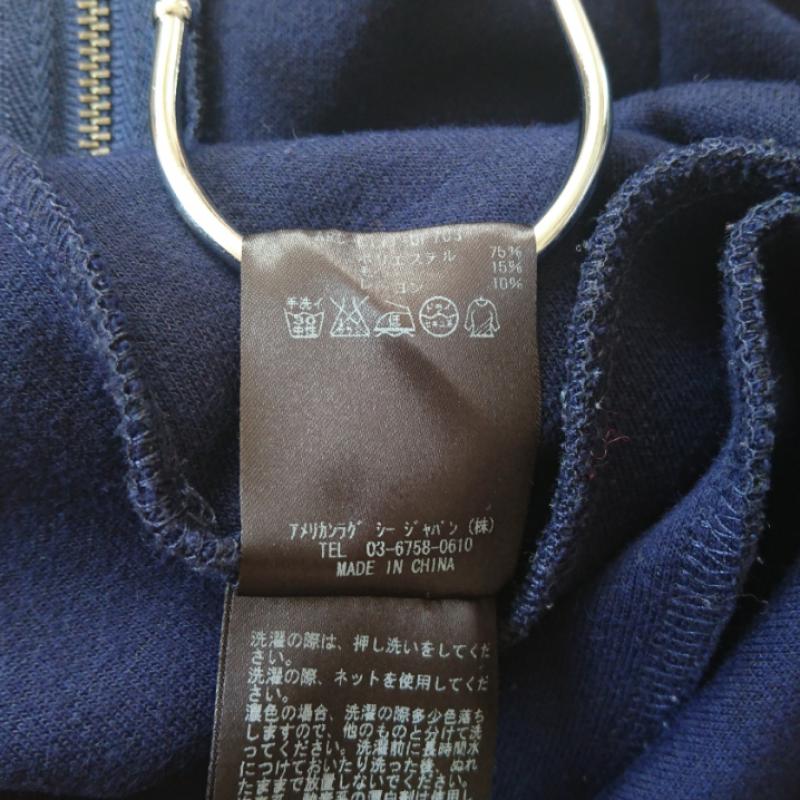 ポリエステル 75%
15%
10%
手洗イ
30
中性
アメリカンラグ シー ジャパン (株)
TEL 03-6758-0610
MADE IN CHINA
洗濯の際は、押し洗いをしてくだ
さい。
洗濯の際、ネットを使用してくだ
さい。
濃色の場合、洗濯の際多少色落ち
しますので、他のものと分けて洗
ってください。洗濯前に長時間水
につけておいたり洗った後、ぬれ
たままで放置しないでください。